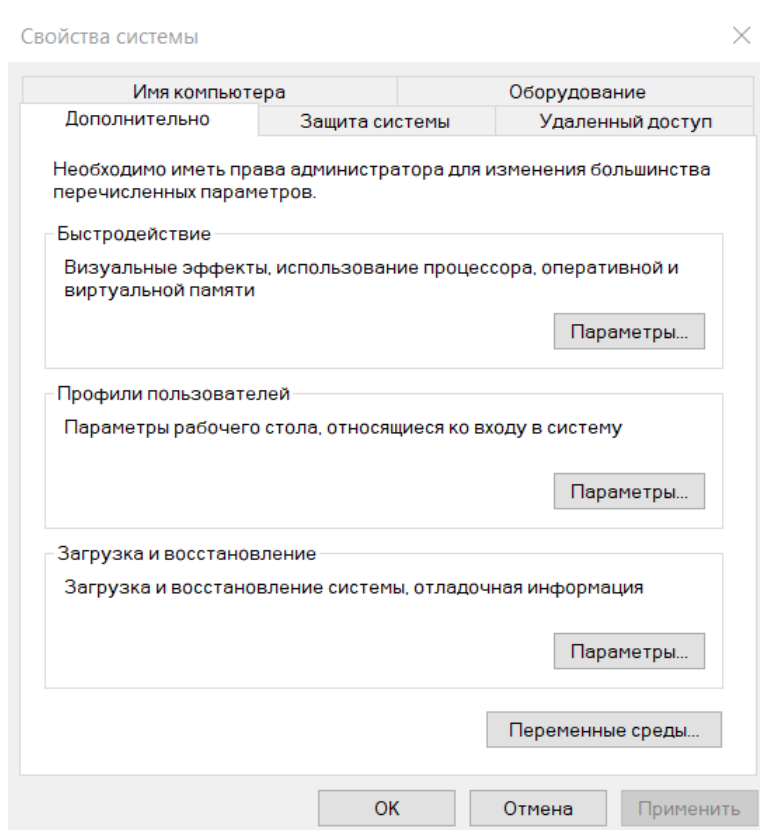 Свойства системы
Имя компьютера
Оборудование
Дополнительно
Защита системы
Удаленный доступ
Необходимо иметь права администратора для изменения большинства
перечисленных параметров.
Быстродействие
Визуальные эффекты, использование процессора, оперативной и
виртуальной памяти
Параметры...
Профили пользователей
Параметры рабочего стола, относящиеся ко входу в систему
Параметры...
Загрузка и восстановление
Загрузка и восстановление системы, отладочная информация
Параметры...
Переменные среды...
ОК
Отмена
Применить